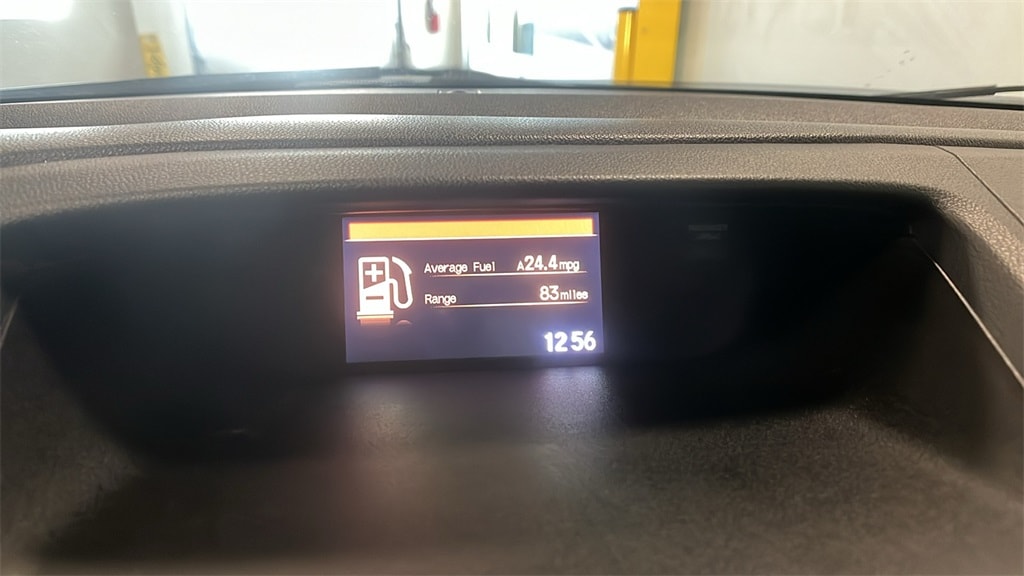 Average Fuel A24.4mpg
Range 83miles
12 56